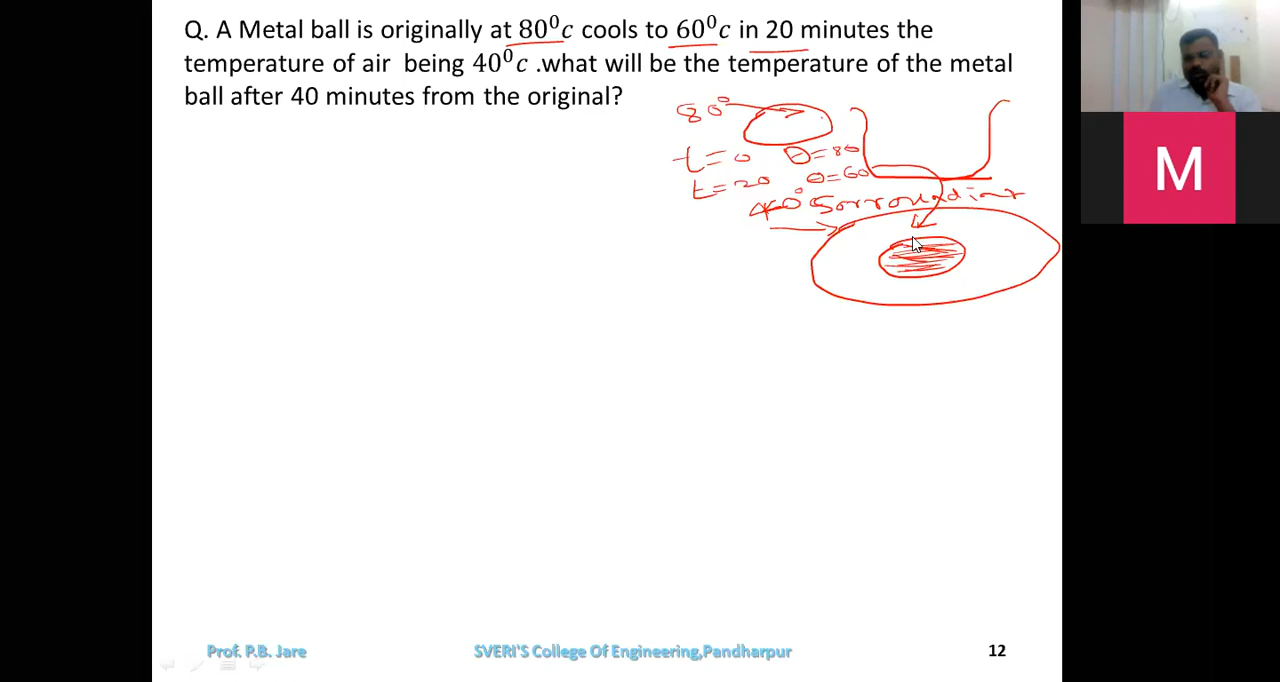 Q. A Metal ball is originally at 80⁰c cools to 60⁰c in 20 minutes the
temperature of air being 40⁰c .what will be the temperature of the metal
ball after 40 minutes from the original?
80°
t=0 θ=80
t=20 θ=60
40°
M
Prof. P.B. Jare SVERI'S College Of Engineering,Pandharpur 12